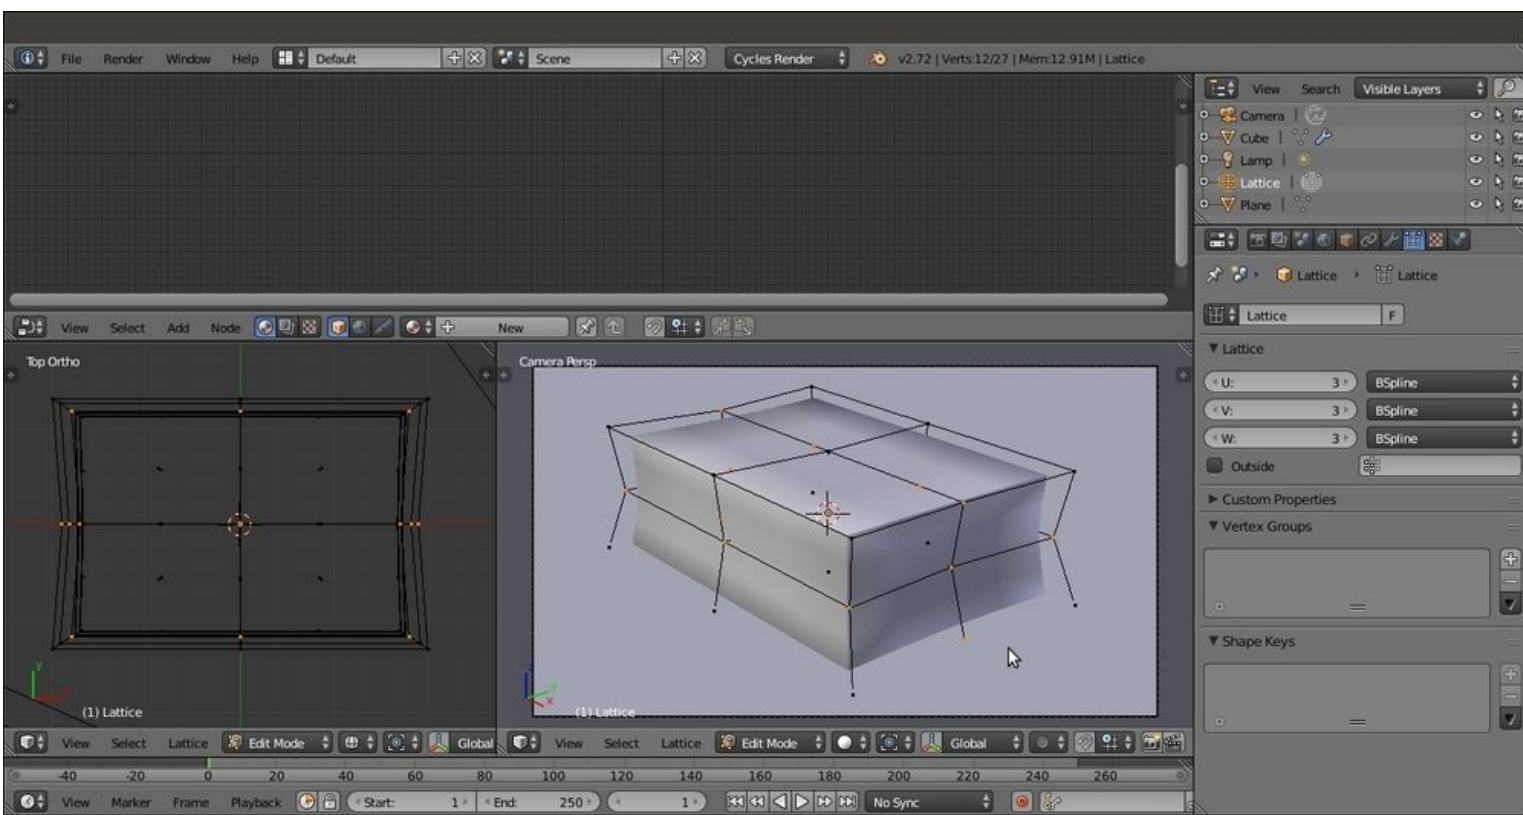 File Render Window Help Default Scene Cycles Render v2.72 | Verts:12/27 | Mem:12.91M | Lattice
View Search Visible Layers
Camera
Cube
Lamp
Lattice
Plane
Lattice Lattice
Lattice F
Lattice
U: 3 BSpline
V: 3 BSpline
W: 3 BSpline
Outside
Custom Properties
Vertex Groups
Shape Keys
View Select Add Node New
Top Ortho
(1) Lattice
Camera Persp
(1) Lattice
View Select Lattice Edit Mode Global
View Select Lattice Edit Mode Global
-40 -20 0 20 40 60 80 100 120 140 160 180 200 220 240 260
View Marker Frame Playback Start: 1 End: 250 1 No Sync